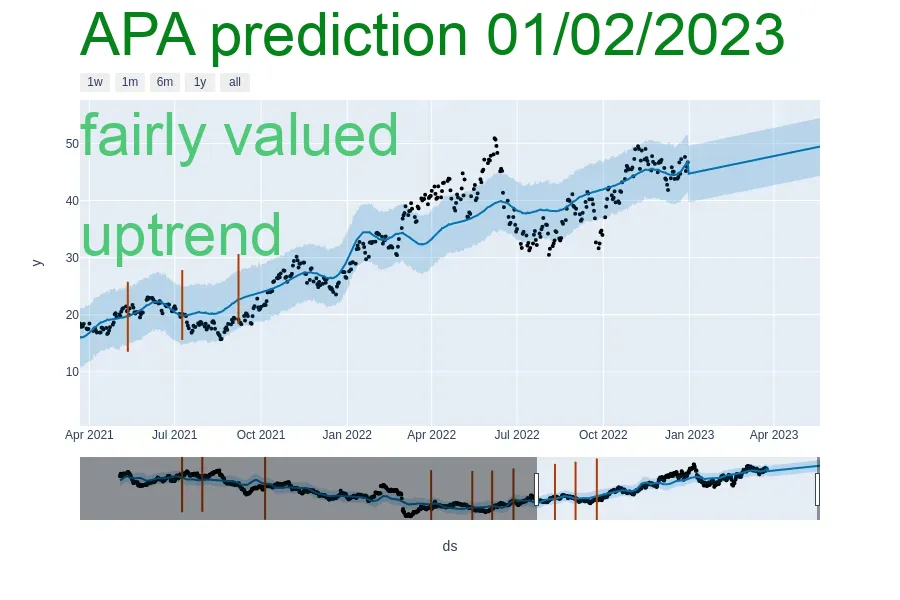 APA prediction 01/02/2023
1w 1m 6m 1y all
fairly valued
uptrend
50
40
30
20
10
y
Apr 2021 Jul 2021 Oct 2021 Jan 2022 Apr 2022 Jul 2022 Oct 2022 Jan 2023 Apr 2023
ds